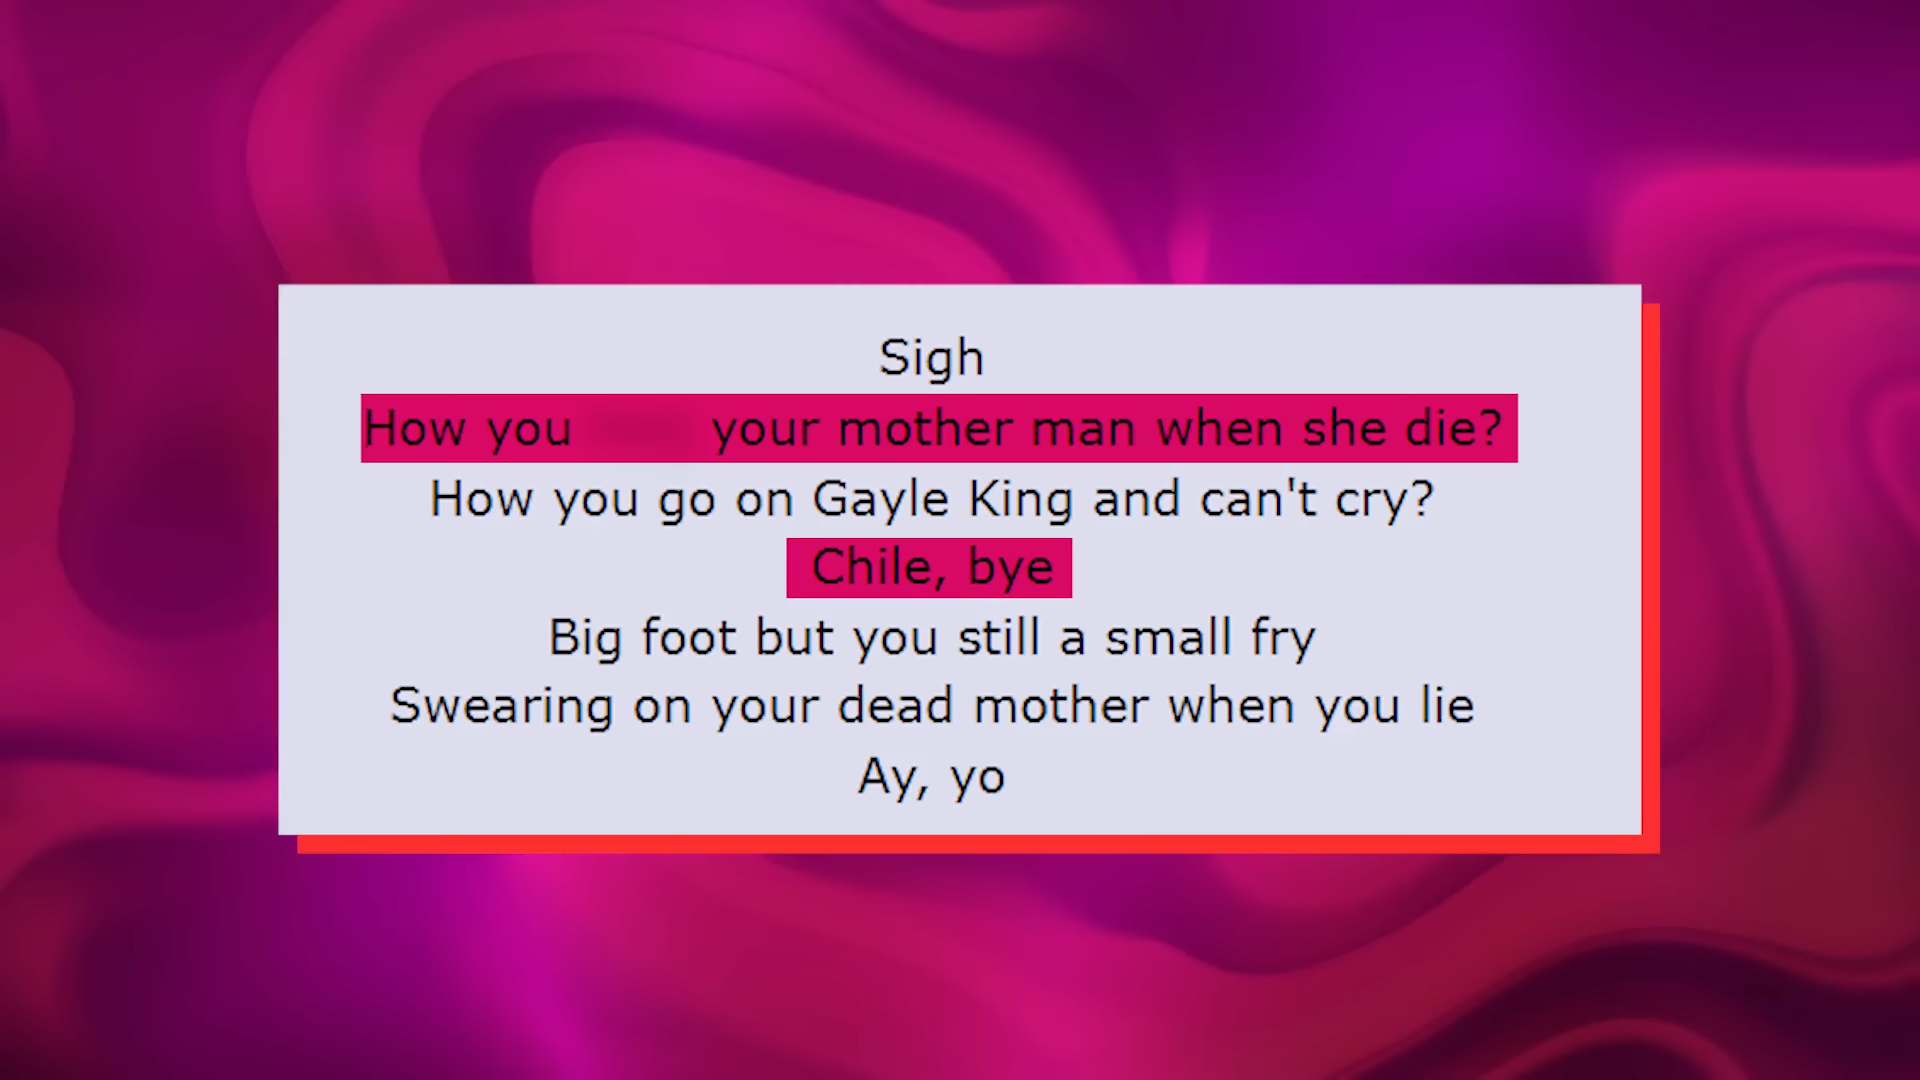 Sigh
How you your mother man when she die?
How you go on Gayle King and can't cry?
Chile, bye
Big foot but you still a small fry
Swearing on your dead mother when you lie
Ay, yo